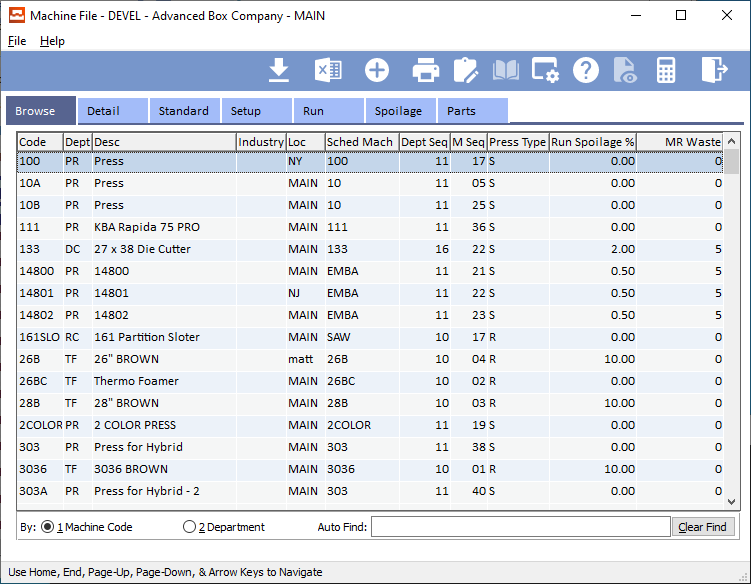 Machine File - DEVEL - Advanced Box Company - MAIN
File Help
Browse Detail Standard Setup Run Spoilage Parts
Code Dept Desc Industry Loc Sched Mach Dept Seq M Seq Press Type Run Spoilage % MR Waste
100 PR Press NY 100 11 17 S 0.00 0
10A PR Press MAIN 10 11 05 S 0.00 0
10B PR Press MAIN 10 11 25 S 0.00 0
111 PR KBA Rapida 75 PRO MAIN 111 11 36 S 0.00 0
133 DC 27 x 38 Die Cutter MAIN 133 16 22 S 2.00 5
14800 PR 14800 MAIN EMBA 11 21 S 0.50 5
14801 PR 14801 NJ EMBA 11 22 S 0.50 5
14802 PR 14802 MAIN EMBA 11 23 S 0.50 5
161SLO RC 161 Partition Sloter MAIN SAW 10 17 R 0.00 0
26B TF 26" BROWN matt 26B 10 04 R 10.00 0
26BC TF Thermo Foamer MAIN 26BC 10 02 R 0.00 0
28B TF 28" BROWN MAIN 28B 10 03 R 10.00 0
2COLOR PR 2 COLOR PRESS MAIN 2COLOR 11 19 S 0.00 0
303 PR Press for Hybrid MAIN 303 11 38 S 0.00 0
3036 TF 3036 BROWN MAIN 3036 10 01 R 10.00 0
303A PR Press for Hybrid - 2 MAIN 303 11 40 S 0.00 0
By: 1 Machine Code 2 Department Auto Find: Clear Find
Use Home, End, Page-Up, Page-Down, & Arrow Keys to Navigate